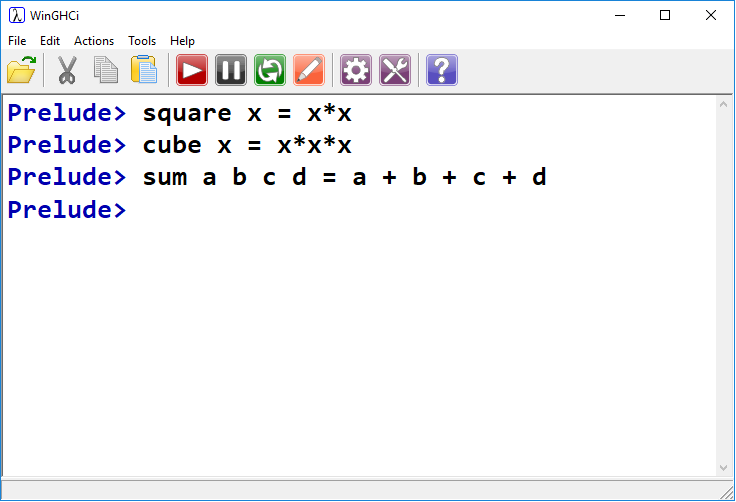 WinGHCi
File Edit Actions Tools Help
Prelude> square x = x*x
Prelude> cube x = x*x*x
Prelude> sum a b c d = a + b + c + d
Prelude>